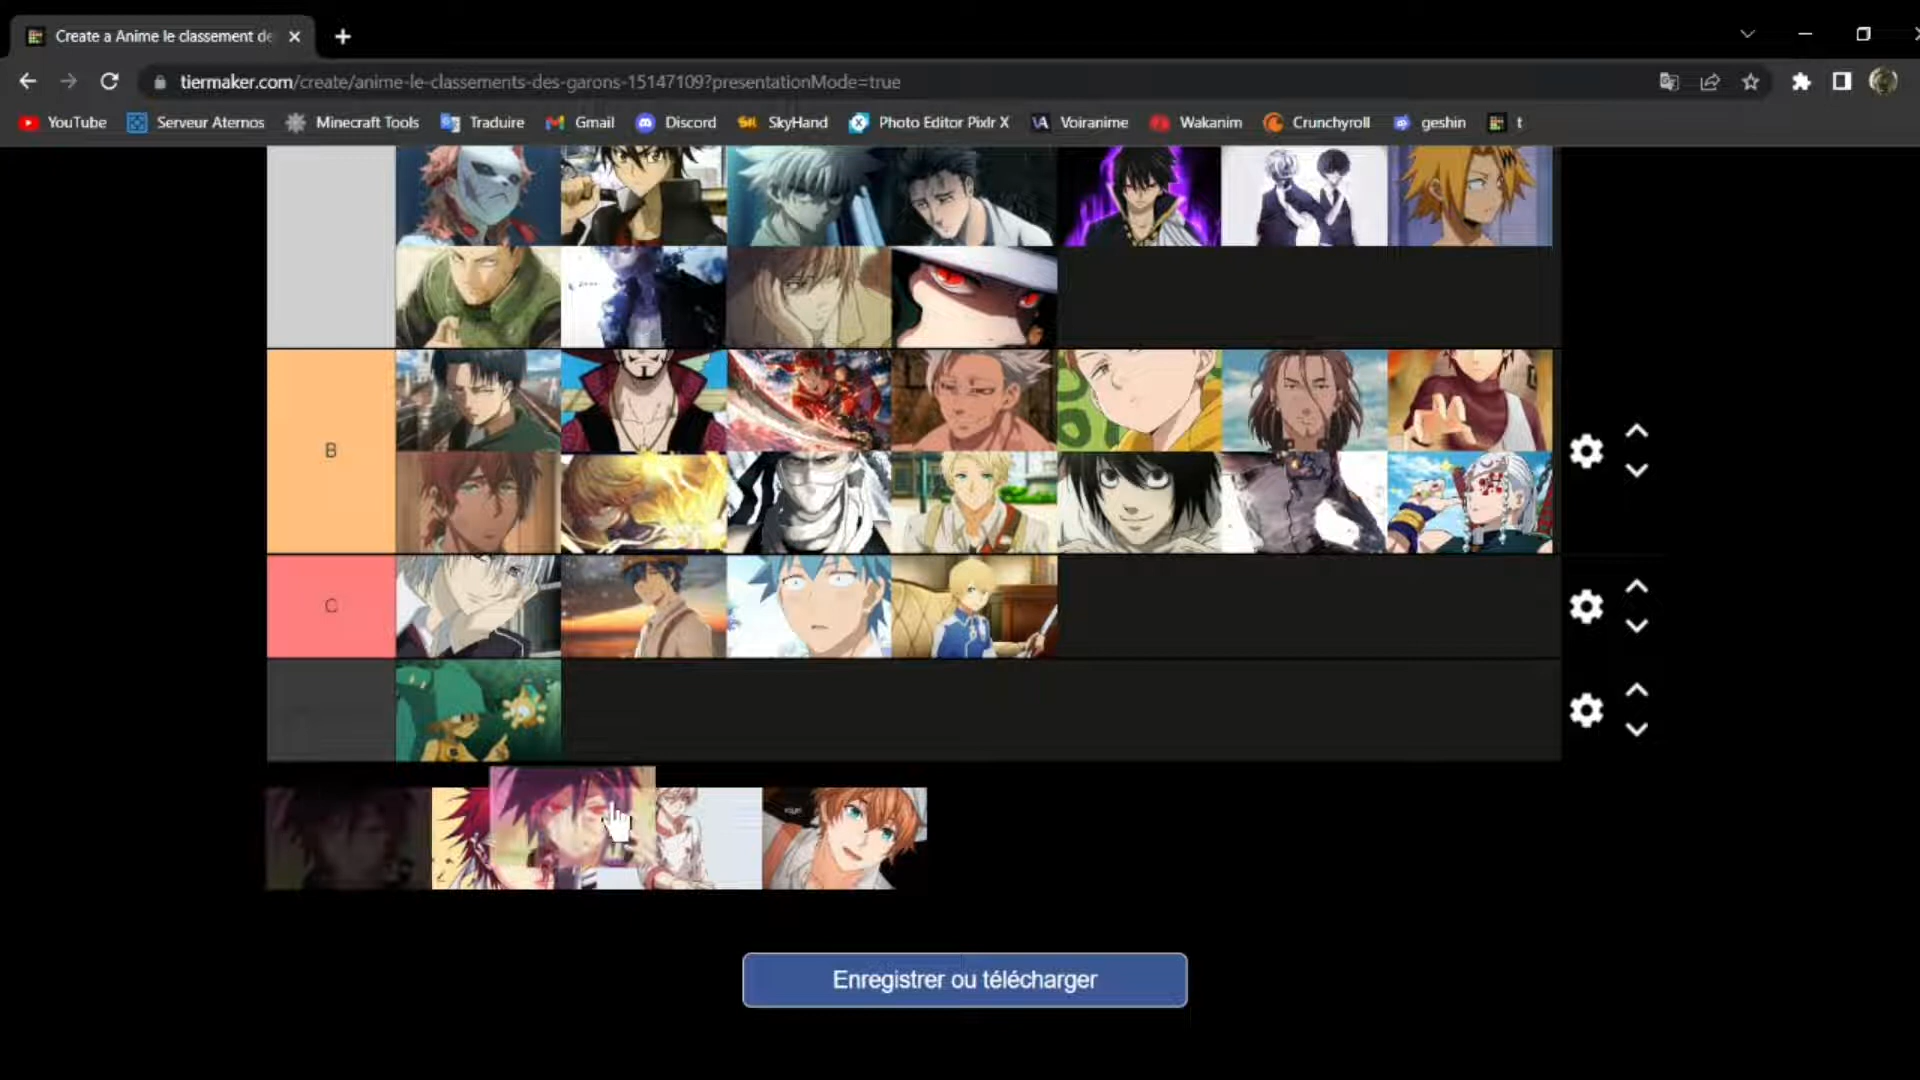 Create a Anime le classement de
tiermaker.com/create/anime-le-classements-des-garons-15147109?presentationMode=true
YouTube Serveur Aternos Minecraft Tools Traduire Gmail Discord SkyHand Photo Editor Pixlr X Voiranime Wakanim Crunchyroll geshin t
B
C
Enregistrer ou télécharger